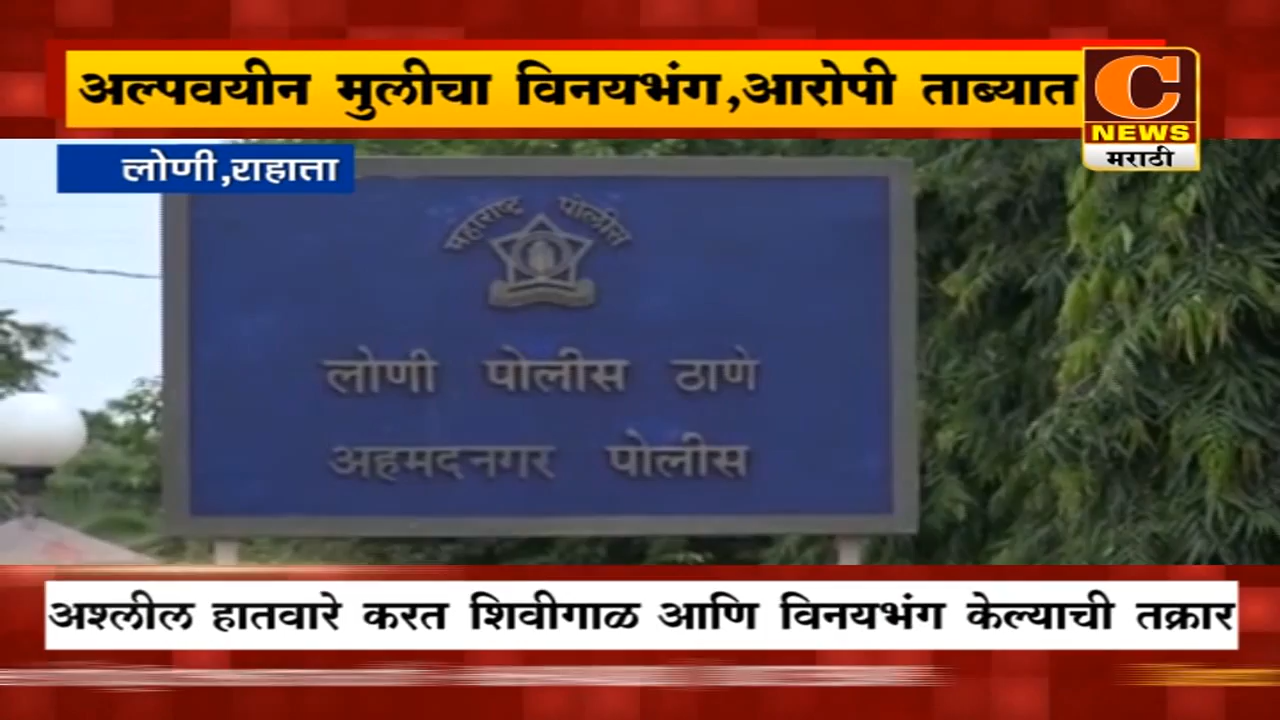 अल्पवयीन मुलीचा विनयभंग,आरोपी ताब्यात
C
NEWS
मराठी
लोणी,राहाता
महाराष्ट्र पोलीस
लोणी पोलीस ठाणे
अहमदनगर पोलीस
अश्लील हातवारे करत शिवीगाळ आणि विनयभंग केल्याची तक्रार